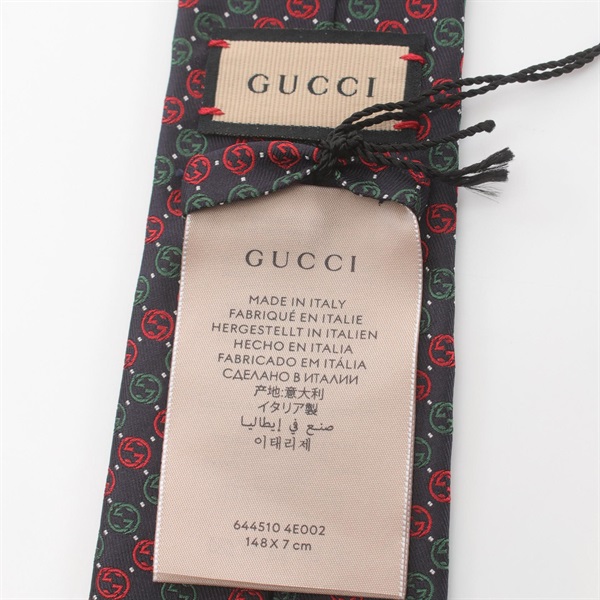 GUCCI
GUCCI
MADE IN ITALY
FABRIQUÉ EN ITALIE
HERGESTELLT IN ITALIEN
HECHO EN ITALIA
FABRICADO EM ITÁLIA
СДЕЛАНО В ИТАЛИИ
产地:意大利
イタリア製
صنع في إيطاليا
이태리제
644510 4E002
148 X 7 cm